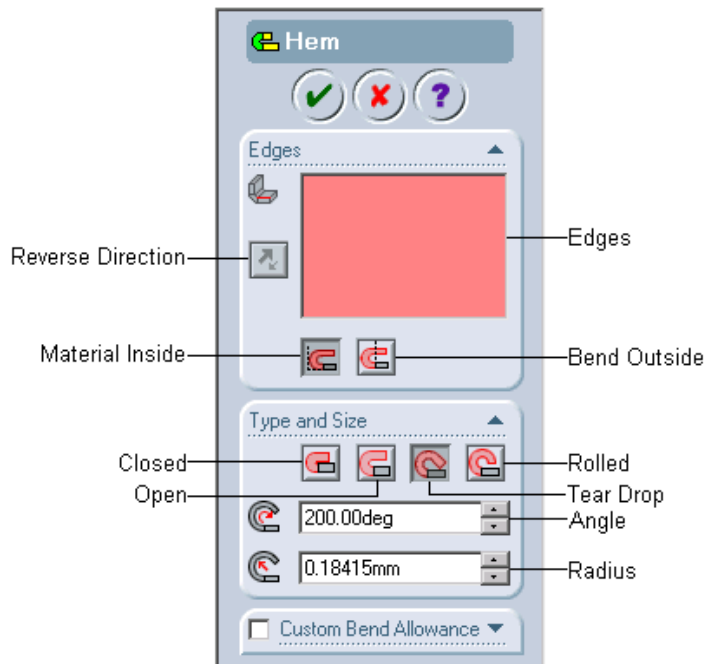 Hem
?
Edges
Edges
Reverse Direction
Material Inside
Bend Outside
Type and Size
Closed
Rolled
Open
Tear Drop
200.00deg
Angle
0.18415mm
Radius
Custom Bend Allowance